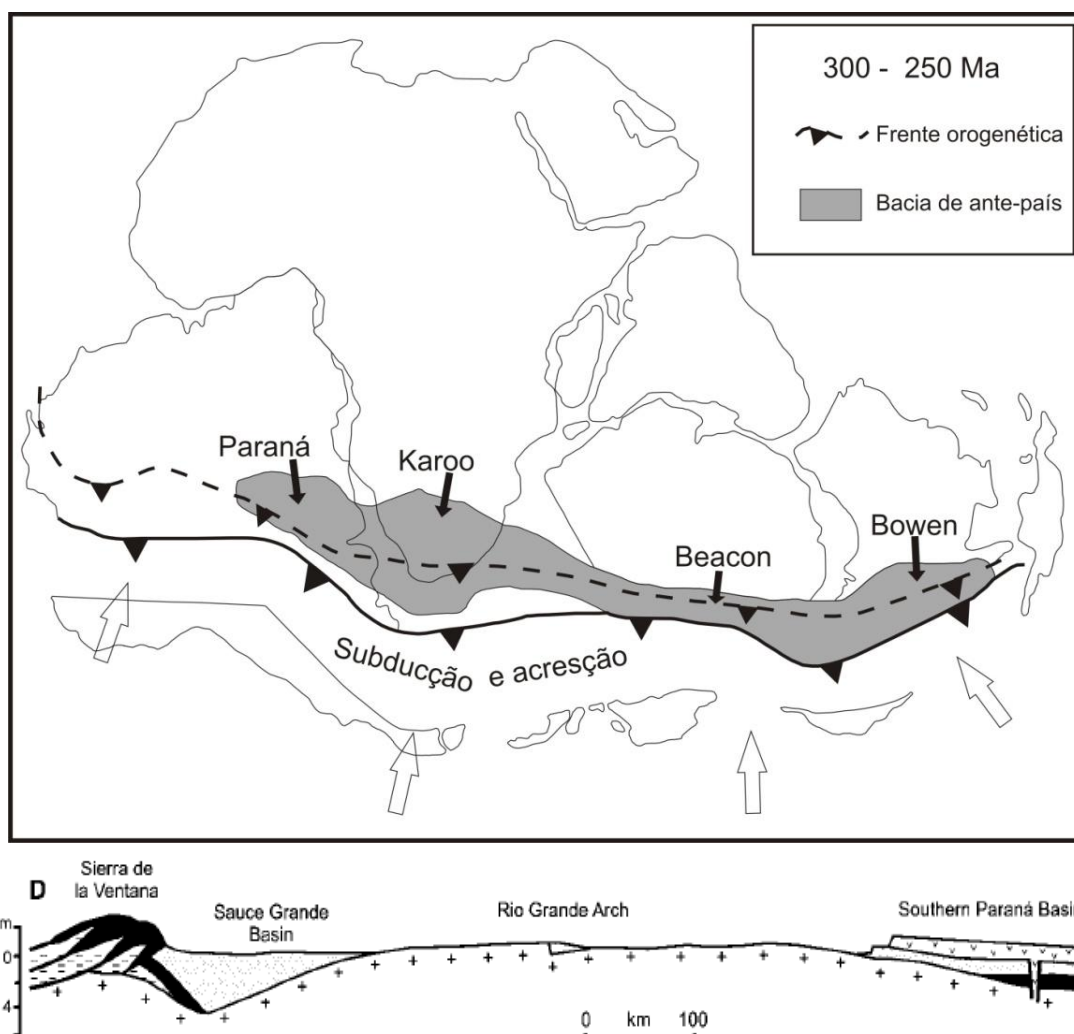 300 - 250 Ma
Frente orogenética
Bacia de ante-país
Paraná
Karoo
Beacon
Bowen
Subducção e acresção
D
Sierra de
la Ventana
Sauce Grande
Basin
Rio Grande Arch
Southern Paraná Basin
m
0
4
0 km 100